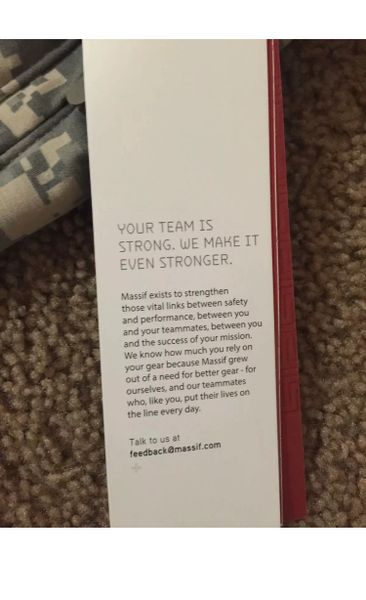 YOUR TEAM IS
STRONG. WE MAKE IT
EVEN STRONGER.
Massif exists to strengthen
those vital links between safety
and performance, between you
and your teammates, between you
and the success of your mission.
We know how much you rely on
your gear because Massif grew
out of a need for better gear - for
ourselves, and our teammates
who, like you, put their lives on
the line every day.
Talk to us at
feedback@massif.com